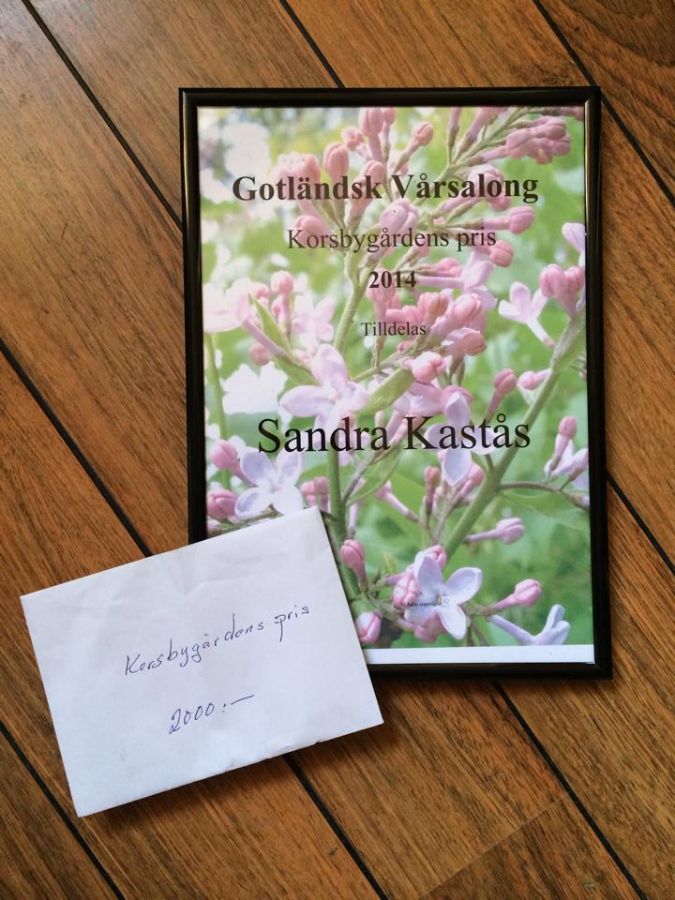 Gotländsk Vårsalong
Korsbygårdens pris
2014
Tilldelas
Sandra Kastås
Korsbygårdens pris
2000:-